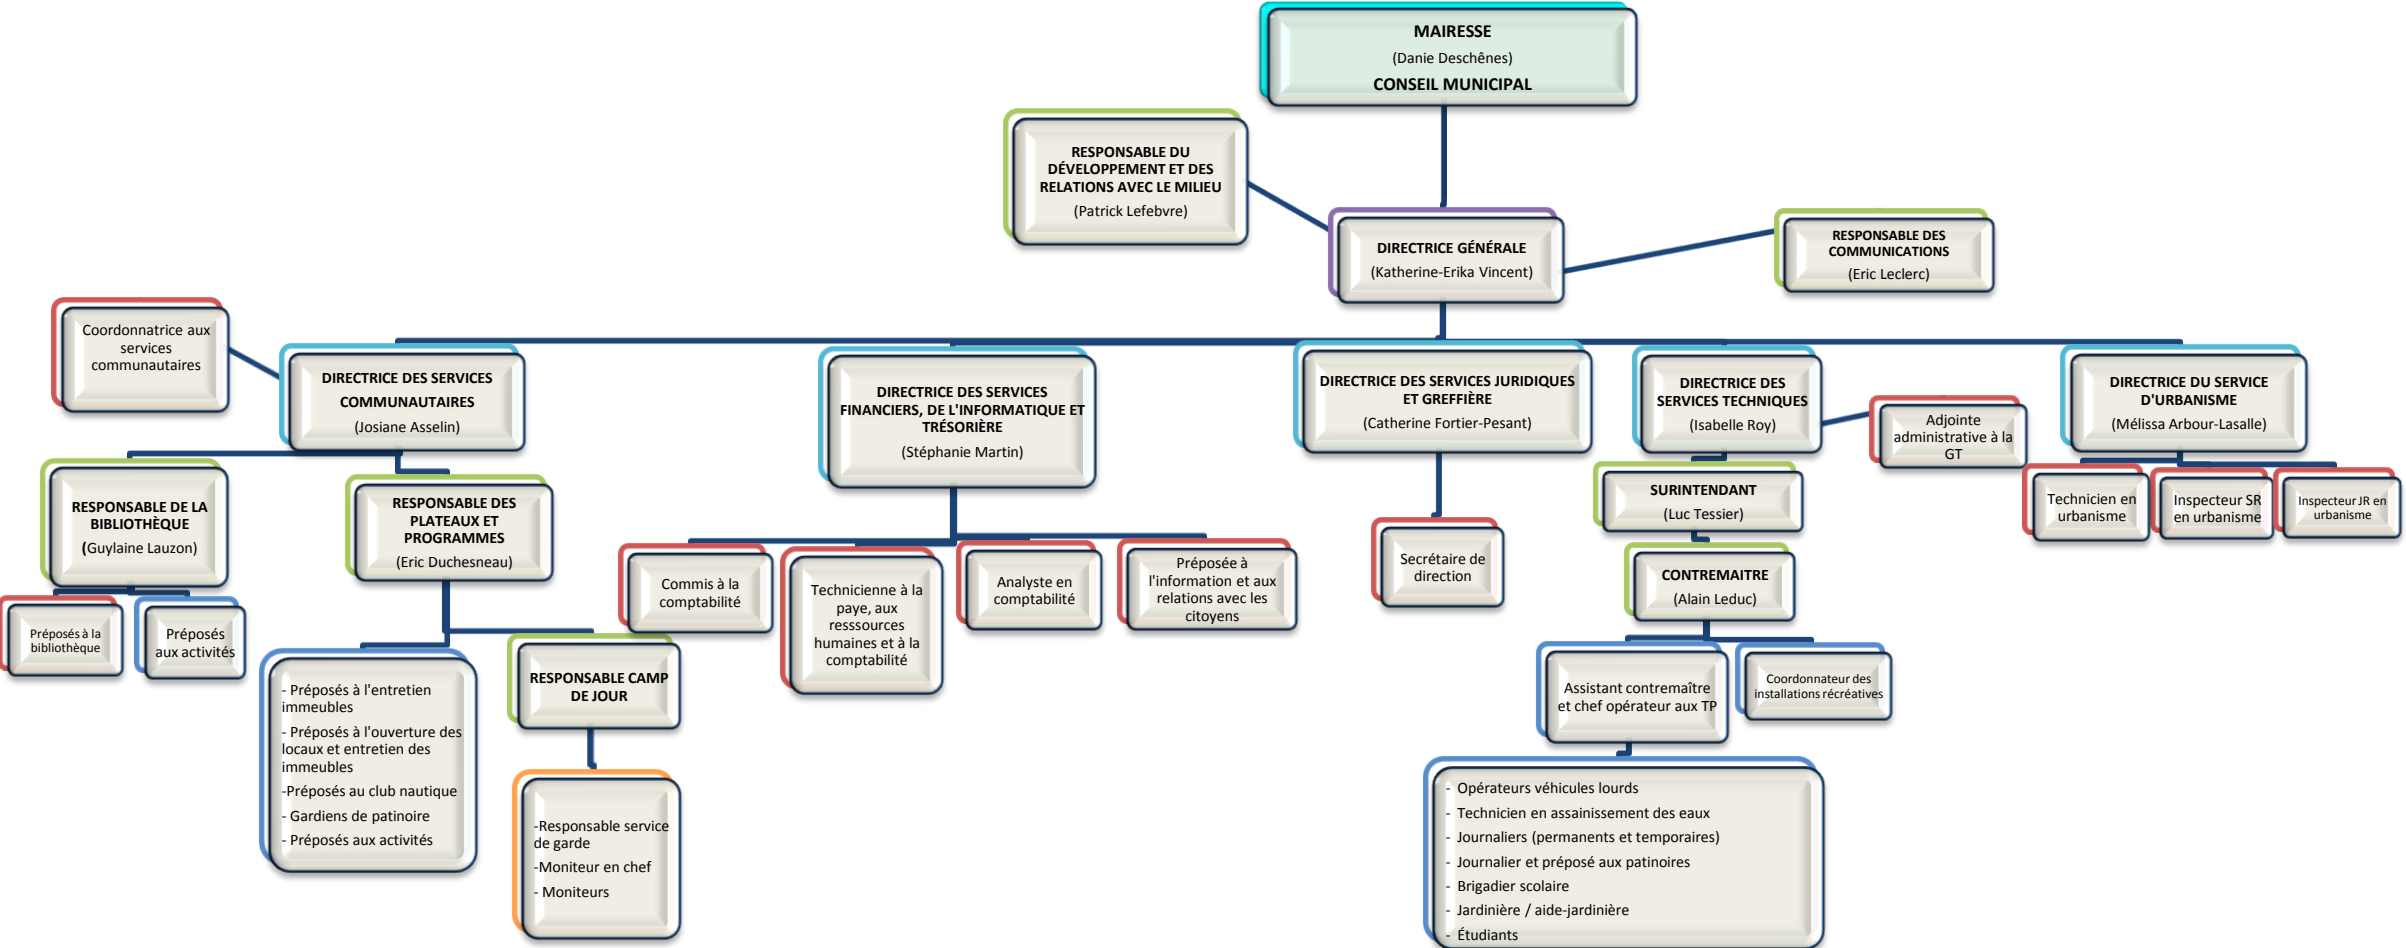 MAIRESSE
(Danie Deschênes)
CONSEIL MUNICIPAL
RESPONSABLE DU
DÉVELOPPEMENT ET DES
RELATIONS AVEC LE MILIEU
(Patrick Lefebvre)
DIRECTRICE GÉNÉRALE
(Katherine-Erika Vincent)
RESPONSABLE DES
COMMUNICATIONS
(Eric Leclerc)
Coordonnatrice aux
services
communautaires
DIRECTRICE DES SERVICES
COMMUNAUTAIRES
(Josiane Asselin)
DIRECTRICE DES SERVICES
FINANCIERS, DE L'INFORMATIQUE ET
TRÉSORIÈRE
(Stéphanie Martin)
DIRECTRICE DES SERVICES JURIDIQUES
ET GREFFIÈRE
(Catherine Fortier-Pesant)
DIRECTRICE DES
SERVICES TECHNIQUES
(Isabelle Roy)
Adjointe
administrative à la
GT
DIRECTRICE DU SERVICE
D'URBANISME
(Mélissa Arbour-Lasalle)
RESPONSABLE DE LA
BIBLIOTHÈQUE
(Guylaine Lauzon)
RESPONSABLE DES
PLATEAUX ET
PROGRAMMES
(Eric Duchesneau)
Commis à la
comptabilité
Technicienne à la
paye, aux
resssources
humaines et à la
comptabilité
Analyste en
comptabilité
Préposée à
l'information et aux
relations avec les
citoyens
Secrétaire de
direction
SURINTENDANT
(Luc Tessier)
CONTREMAITRE
(Alain Leduc)
Technicien en
urbanisme
Inspecteur SR
en urbanisme
Inspecteur JR en
urbanisme
Préposés à la
bibliothèque
Préposés
aux activités
- Préposés à l'entretien
immeubles
- Préposés à l'ouverture des
locaux et entretien des
immeubles
-Préposés au club nautique
- Gardiens de patinoire
- Préposés aux activités
RESPONSABLE CAMP
DE JOUR
-Responsable service
de garde
-Moniteur en chef
- Moniteurs
Assistant contremaître
et chef opérateur aux TP
Coordonnateur des
installations récréatives
- Opérateurs véhicules lourds
- Technicien en assainissement des eaux
- Journaliers (permanents et temporaires)
- Journalier et préposé aux patinoires
- Brigadier scolaire
- Jardinière / aide-jardinière
- Étudiants